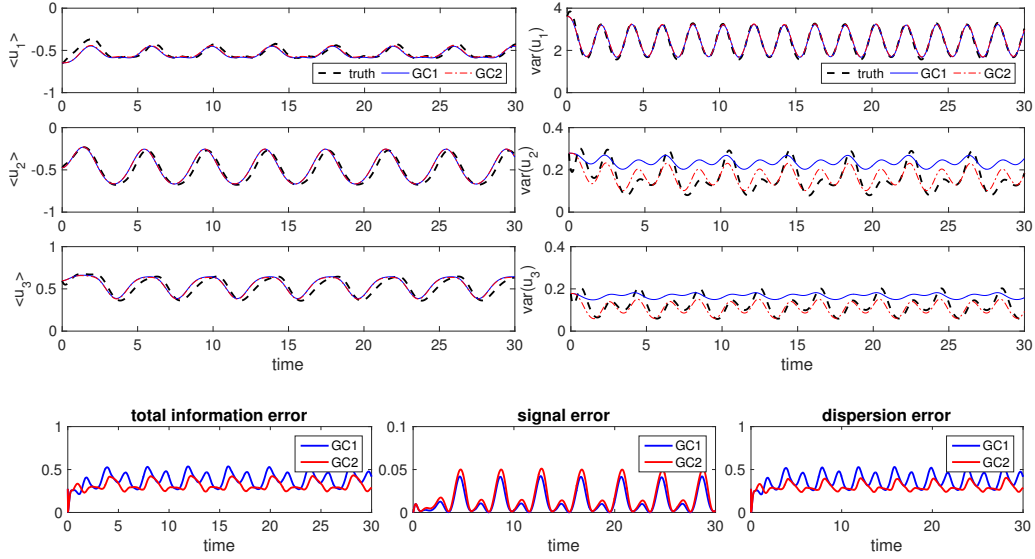 0
-0.5
-1
<u1>
0 5 10 15 20 25 30
truth GC1 GC2
4
2
0
var(u1)
0 5 10 15 20 25 30
truth GC1 GC2
0
-0.5
-1
<u2>
0 5 10 15 20 25 30
0.4
0.2
0
var(u2)
0 5 10 15 20 25 30
1
0.5
0
<u3>
0 5 10 15 20 25 30
time
0.4
0.2
0
var(u3)
0 5 10 15 20 25 30
time
total information error
1
0.5
0
GC1
GC2
0 5 10 15 20 25 30
time
signal error
0.1
0.05
0
GC1
GC2
0 5 10 15 20 25 30
time
dispersion error
1
0.5
0
GC1
GC2
0 5 10 15 20 25 30
time